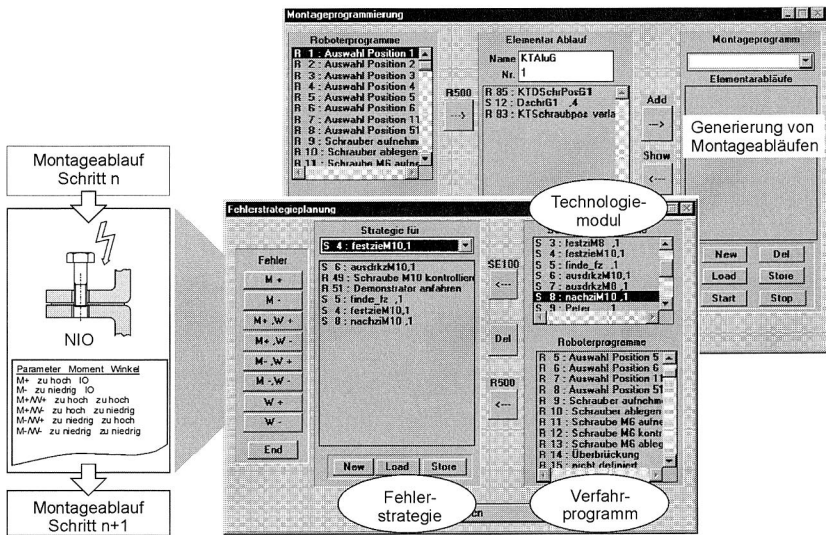 Montageprogrammierung
Roboterprogramme
R 1 : Auswahl Position 1
R 2 : Auswahl Position 2
R 3 : Auswahl Position 3
R 4 : Auswahl Position 4
R 5 : Auswahl Position 5
R 6 : Auswahl Position 6
R 7 : Auswahl Position 11
R 8 : Auswahl Position 51
R 9 : Schrauber aufnehm
R 10 : Schrauber ablegen
R 11 : Schraube M6 aufne
R500
--->
Elementar Ablauf
Name KTAluG
Nr. 1
R 85 : KTDSchrPosG1
S 12 : DschrG1 ,4
R 83 : KTSchraubpos verla
Add
--->
Show
<---
Montageprogramm
Elementarabläufe
Generierung von
Montageabläufen
New Del
Load Store
Start Stop
Montageablauf
Schritt n
NIO
Parameter Moment Winkel
M+ zu hoch IO
M- zu niedrig IO
M+/W+ zu hoch zu hoch
M+/W- zu hoch zu niedrig
M-/W+ zu niedrig zu hoch
M-/W- zu niedrig zu niedrig
Montageablauf
Schritt n+1
Fehlerstrategieplanung
Fehler
M +
M -
M+ ,W +
M+ ,W -
M- ,W +
M -,W -
W +
W -
End
Strategie für
S 4 : festzieM10,1
S 6 : ausdrkzM10,1
R 49 : Schraube M10 kontrollier
R 51 : Demonstrator anfahren
S 5 : finde_fz ,1
S 4 : festzieM10,1
S 8 : nachziM10 ,1
New Load Store
SE100
<---
Del
R500
<---
Technologie-
modul
S 3 : festziM8 ,1
S 4 : festzieM10,1
S 5 : finde_fz ,1
S 6 : ausdrkzM10,1
S 7 : ausdrzM8 ,1
S 8 : nachziM10 ,1
S 9 : Peter ,1
Roboterprogramme
R 5 : Auswahl Position 5
R 6 : Auswahl Position 6
R 7 : Auswahl Position 11
R 8 : Auswahl Position 51
R 9 : Schrauber aufnehm
R 10 : Schrauber ablegen
R 11 : Schraube M6 aufne
R 12 : Schraube M6 kontr
R 13 : Schraube M6 ableg
R 14 : Überbrückung
R 15 : nicht definiert
Fehler-
strategie
Verfahr-
programm